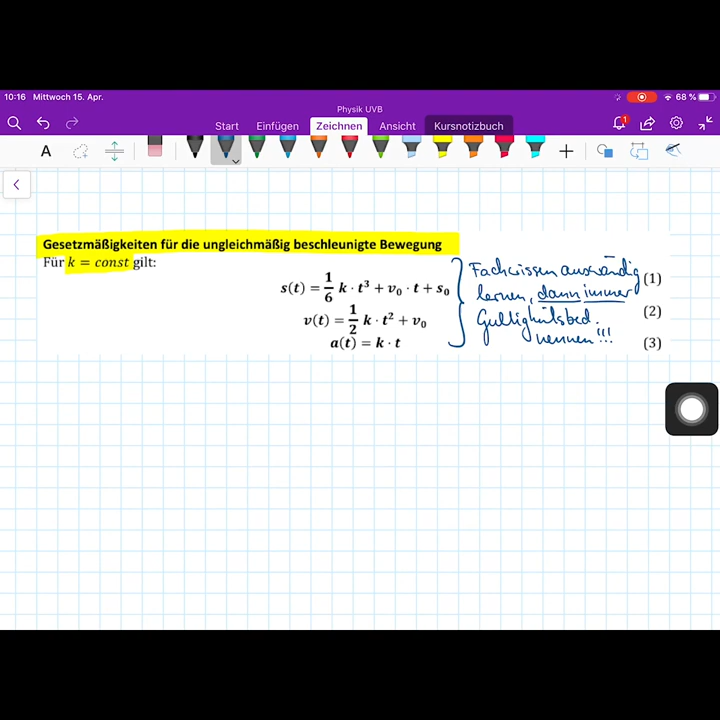 10:16 Mittwoch 15. Apr.
68 %
Physik UVB
Start Einfügen Zeichnen Ansicht Kursnotizbuch
1
A
Gesetzmäßigkeiten für die ungleichmäßig beschleunigte Bewegung
Für k = const gilt:
s(t) = 1/6 k · t³ + v₀ · t + s₀ (1)
v(t) = 1/2 k · t² + v₀ (2)
a(t) = k · t (3)
Fachwissen auswändig
lernen, dann immer
Gültigkeitsbed.
nennen!!!